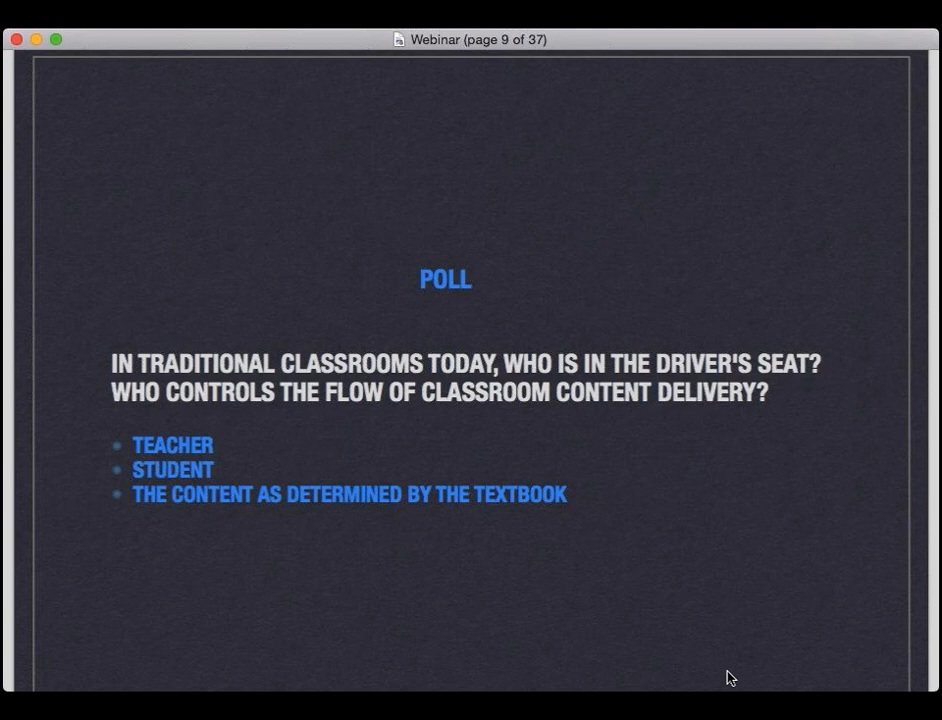 Webinar (page 9 of 37)
POLL
IN TRADITIONAL CLASSROOMS TODAY, WHO IS IN THE DRIVER'S SEAT?
WHO CONTROLS THE FLOW OF CLASSROOM CONTENT DELIVERY?
• TEACHER
• STUDENT
• THE CONTENT AS DETERMINED BY THE TEXTBOOK